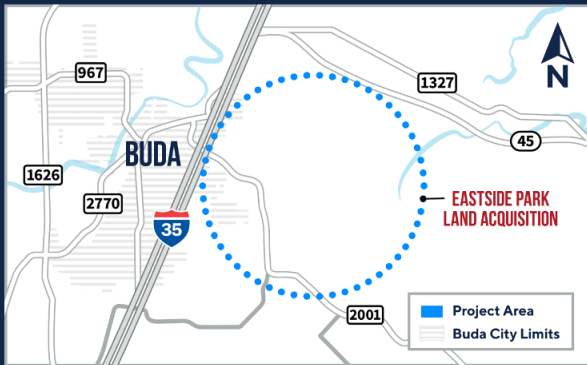 967
1327
N
45
BUDA
1626
2770
EASTSIDE PARK
LAND ACQUISITION
35
2001
Project Area
Buda City Limits